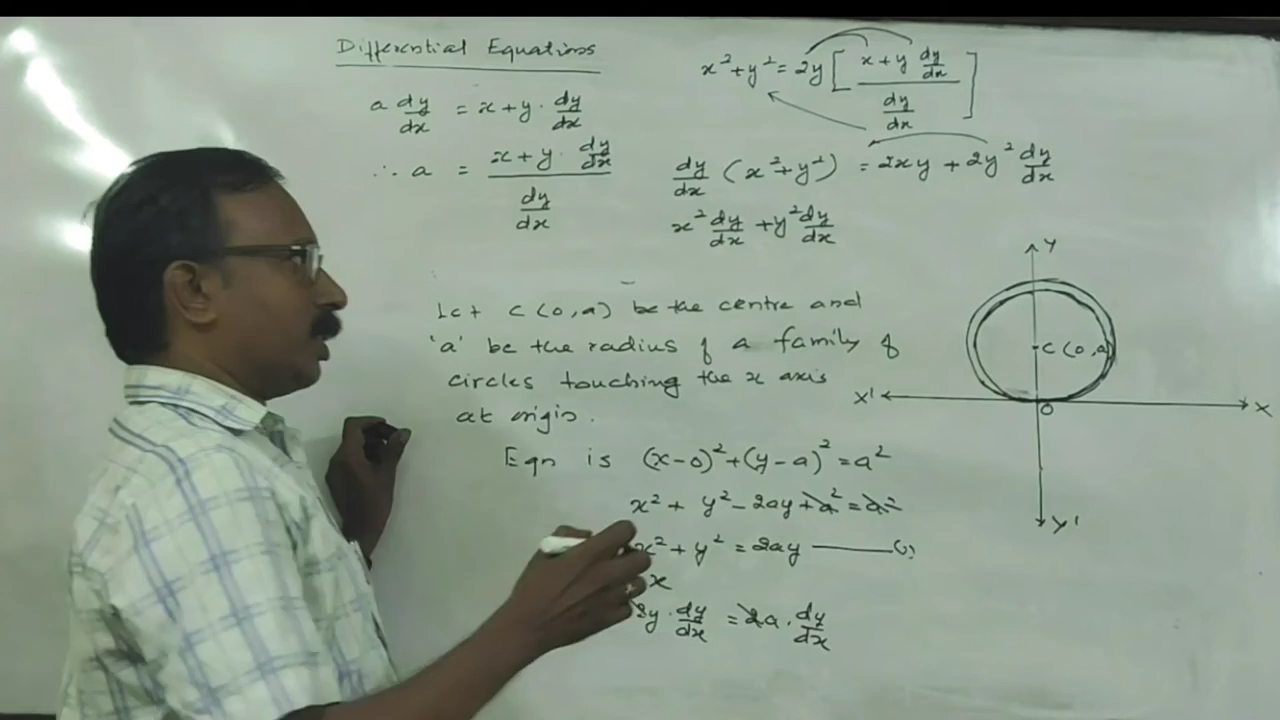 Differential Equations
a dy/dx = x + y . dy/dx
∴ a = (x + y . dy/dx) / (dy/dx)
x² + y² = 2y [ (x + y dy/dx) / (dy/dx) ]
dy/dx (x² + y²) = 2xy + 2y² dy/dx
x² dy/dx + y² dy/dx
Let C (0, a) be the centre and
'a' be the radius of a family of
circles touching the x axis
at origin.
Eqn is (x-0)² + (y-a)² = a²
x² + y² - 2ay + a² = a²
x² + y² = 2ay ——— (1)
x
2y . dy/dx = 2a . dy/dx
Y
C (0, a)
X'
O
X
Y'